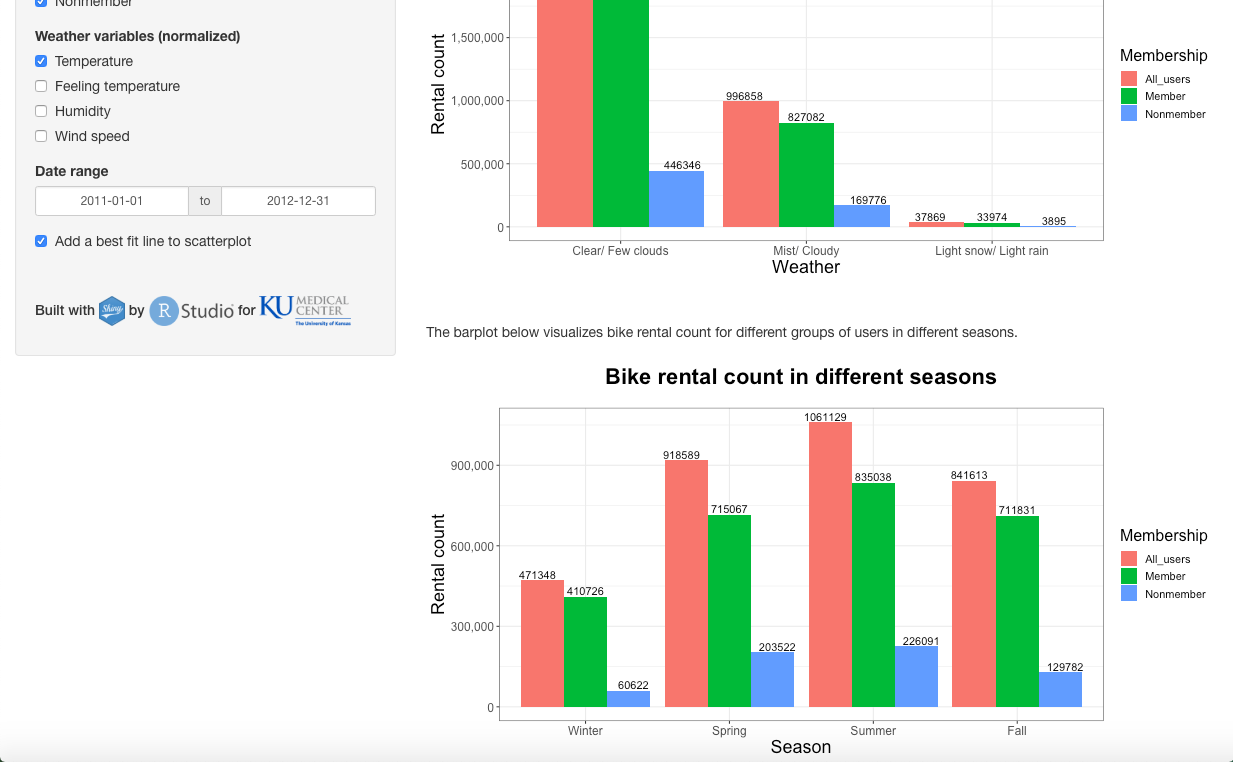 Nonmember
Weather variables (normalized)
Temperature
Feeling temperature
Humidity
Wind speed
Date range
2011-01-01 to 2012-12-31
Add a best fit line to scatterplot
Built with Shiny by R Studio for KU MEDICAL CENTER
The University of Kansas
Rental count
1,500,000
1,000,000
500,000
0
446346
996858
827082
169776
37869
33974
3895
Clear/ Few clouds
Mist/ Cloudy
Light snow/ Light rain
Weather
Membership
All_users
Member
Nonmember
The barplot below visualizes bike rental count for different groups of users in different seasons.
Bike rental count in different seasons
Rental count
900,000
600,000
300,000
0
471348
410726
60622
918589
715067
203522
1061129
835038
226091
841613
711831
129782
Winter
Spring
Summer
Fall
Season
Membership
All_users
Member
Nonmember